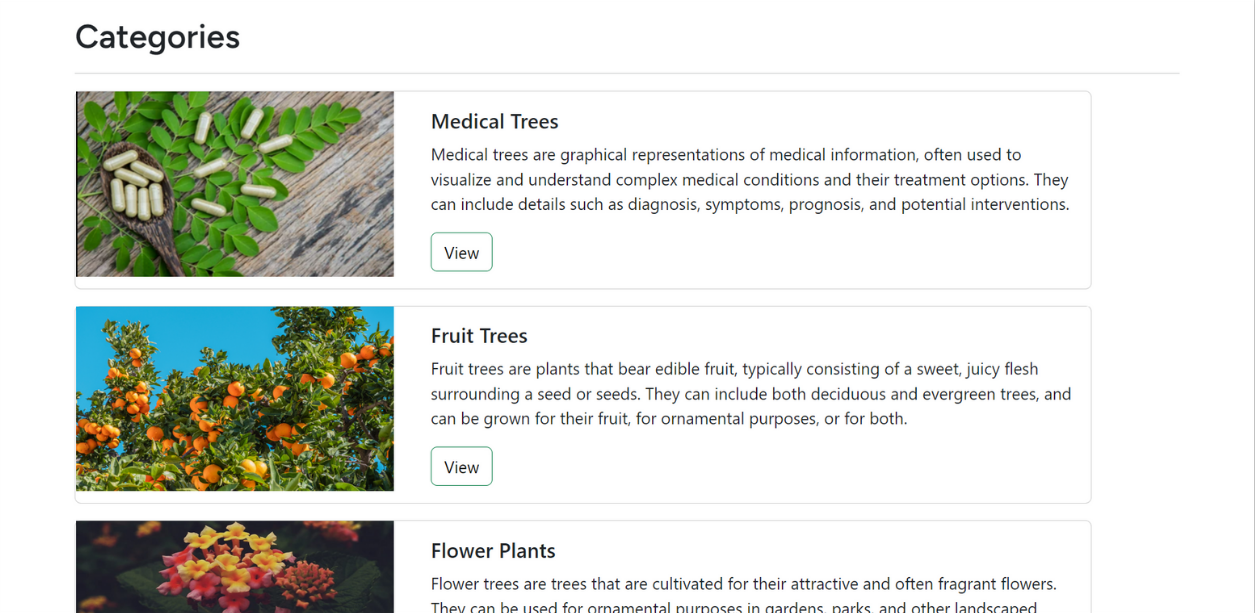 Categories
Medical Trees
Medical trees are graphical representations of medical information, often used to
visualize and understand complex medical conditions and their treatment options. They
can include details such as diagnosis, symptoms, prognosis, and potential interventions.
View
Fruit Trees
Fruit trees are plants that bear edible fruit, typically consisting of a sweet, juicy flesh
surrounding a seed or seeds. They can include both deciduous and evergreen trees, and
can be grown for their fruit, for ornamental purposes, or for both.
View
Flower Plants
Flower trees are trees that are cultivated for their attractive and often fragrant flowers.
They can be used for ornamental purposes in gardens, parks, and other landscaped